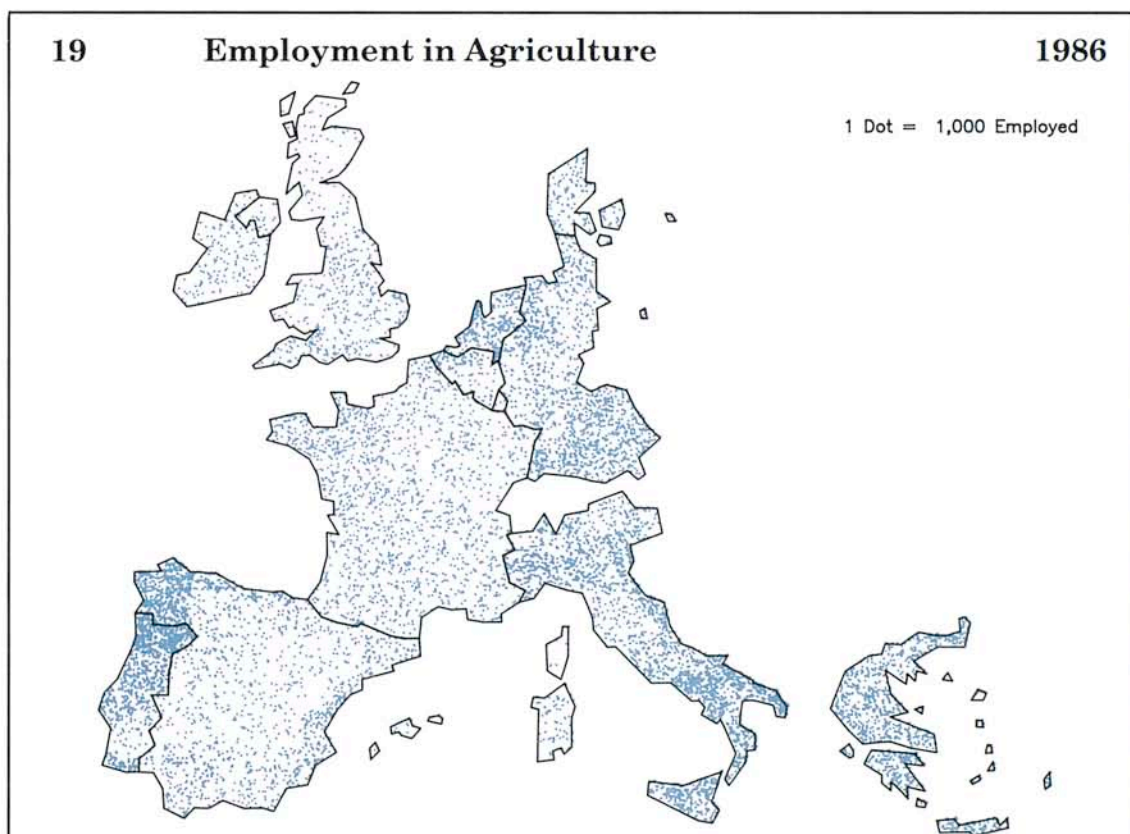 19 Employment in Agriculture 1986
1 Dot = 1,000 Employed